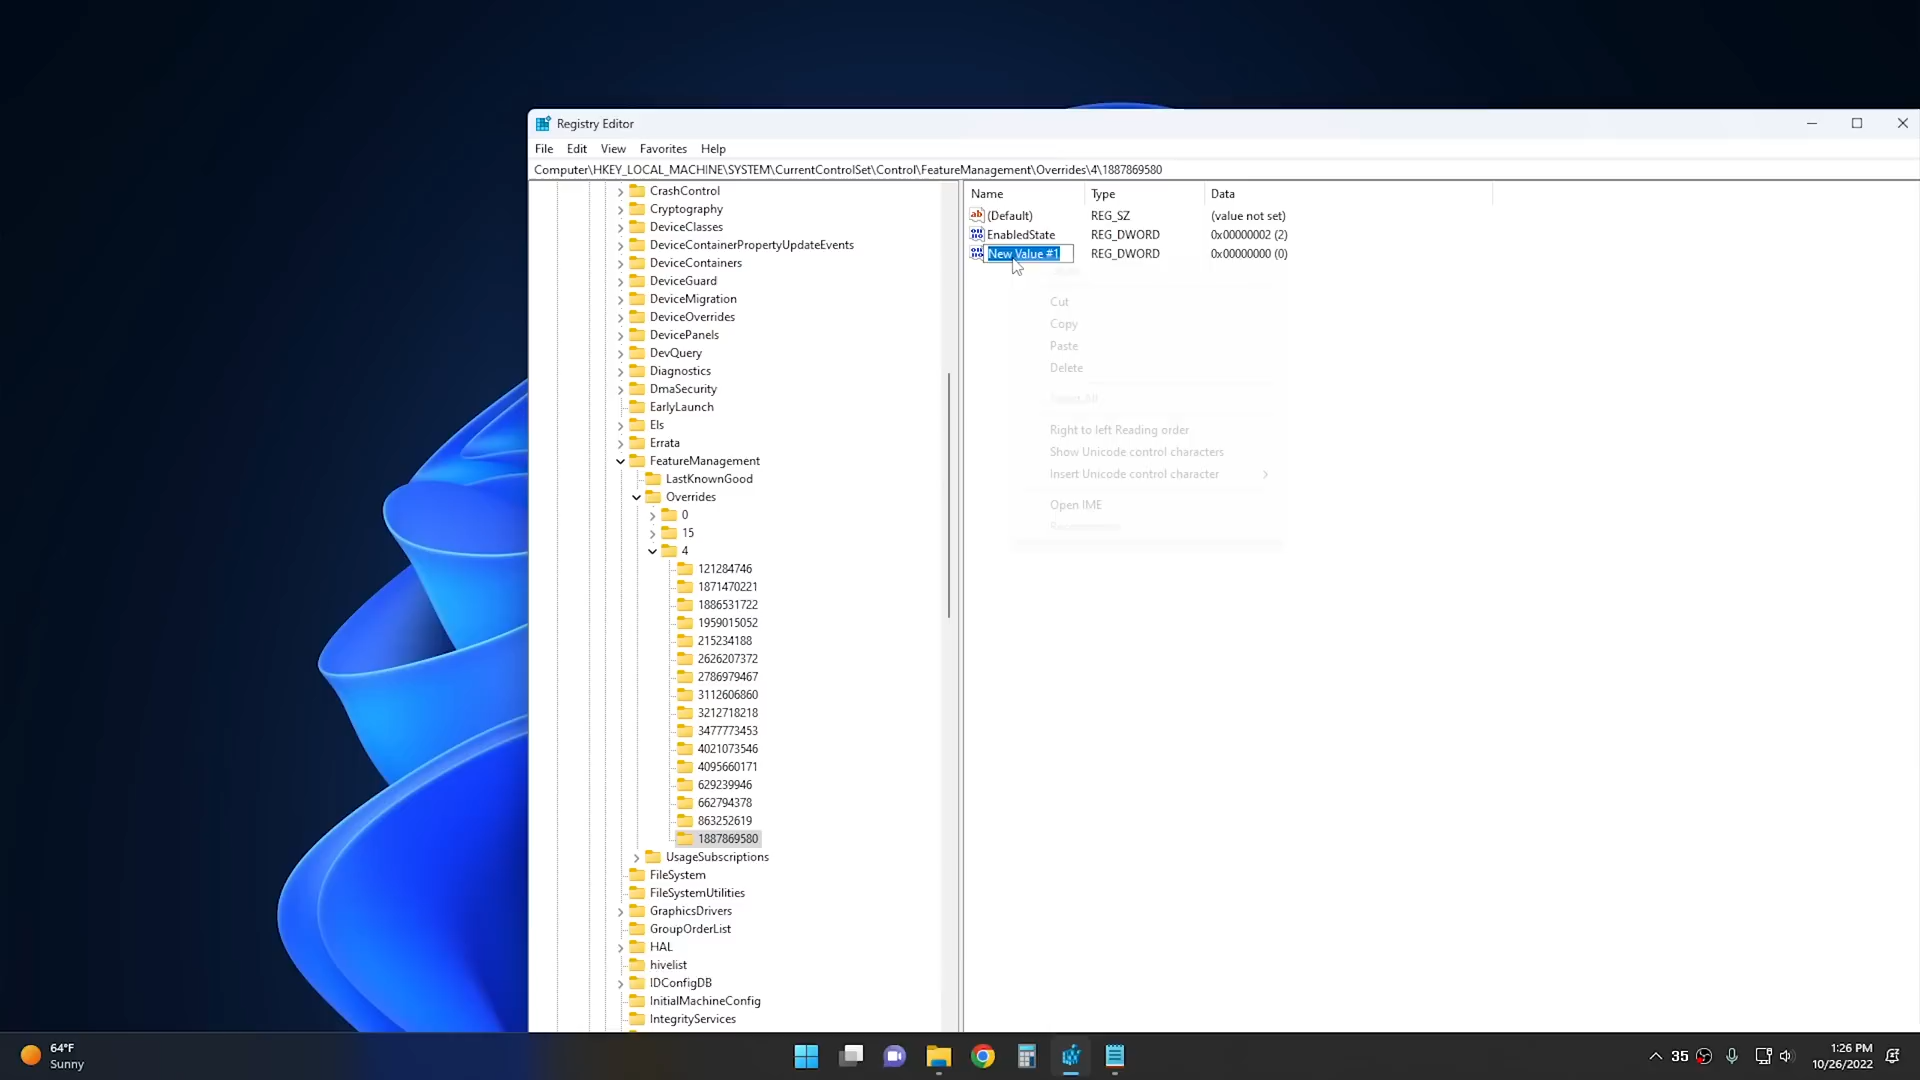 Registry Editor
File Edit View Favorites Help
Computer\HKEY_LOCAL_MACHINE\SYSTEM\CurrentControlSet\Control\FeatureManagement\Overrides\4\1887869580
CrashControl
Cryptography
DeviceClasses
DeviceContainerPropertyUpdateEvents
DeviceContainers
DeviceGuard
DeviceMigration
DeviceOverrides
DevicePanels
DevQuery
Diagnostics
DmaSecurity
EarlyLaunch
Els
Errata
FeatureManagement
LastKnownGood
Overrides
0
15
4
121284746
1871470221
1886531722
1959015052
215234188
2626207372
2786979467
3112606860
3212718218
3477773453
4021073546
4095660171
629239946
662794378
863252619
1887869580
UsageSubscriptions
FileSystem
FileSystemUtilities
GraphicsDrivers
GroupOrderList
HAL
hivelist
IDConfigDB
InitialMachineConfig
IntegrityServices
Name Type Data
(Default) REG_SZ (value not set)
EnabledState REG_DWORD 0x00000002 (2)
New Value #1 REG_DWORD 0x00000000 (0)
Cut
Copy
Paste
Delete
Right to left Reading order
Show Unicode control characters
Insert Unicode control character
Open IME
64°F
Sunny
35
1:26 PM
10/26/2022